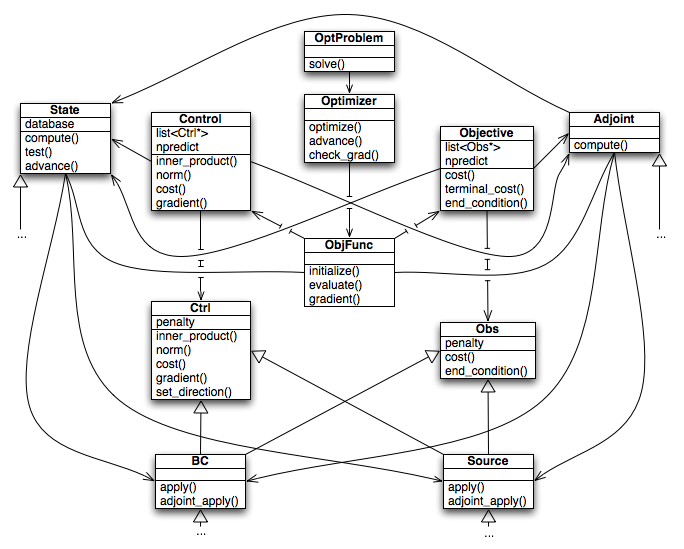 OptProblem
solve()
Optimizer
optimize()
advance()
check_grad()
State
database
compute()
test()
advance()
...
Control
list<Ctrl*>
npredict
inner_product()
norm()
cost()
gradient()
Objective
list<Obs*>
npredict
cost()
terminal_cost()
end_condition()
Adjoint
compute()
...
ObjFunc
initialize()
evaluate()
gradient()
Ctrl
penalty
inner_product()
norm()
cost()
gradient()
set_direction()
Obs
penalty
cost()
end_condition()
BC
apply()
adjoint_apply()
...
Source
apply()
adjoint_apply()
...